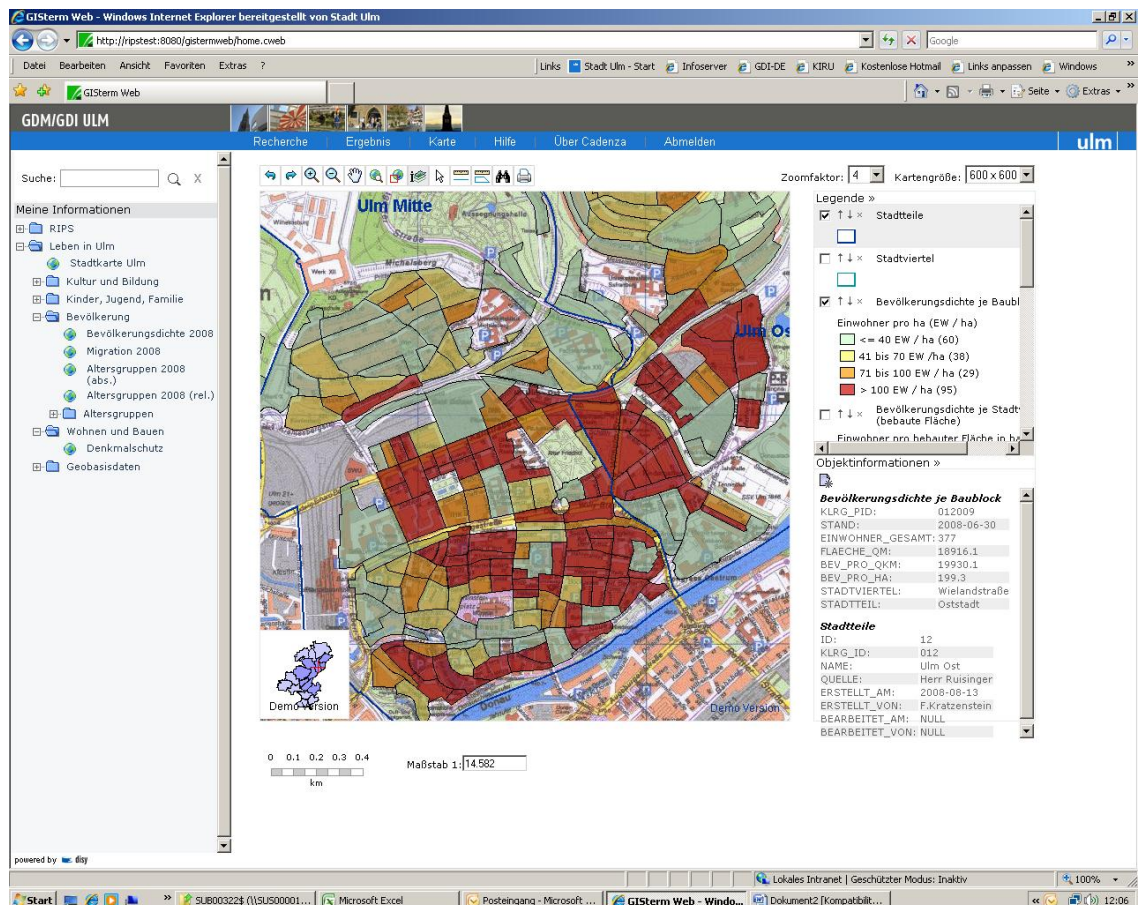 GISterm Web - Windows Internet Explorer bereitgestellt von Stadt Ulm
http://ripstest:8080/gistermweb/home.cweb
Google
Datei Bearbeiten Ansicht Favoriten Extras ?
Links Stadt Ulm - Start Infoserver GDI-DE KIRU Kostenlose Hotmail Links anpassen Windows »
GISterm Web
Seite Extras »
GDM/GDI ULM
Recherche Ergebnis Karte Hilfe Über Cadenza Abmelden
ulm
Suche:
X
Zoomfaktor: 4 Kartengröße: 600 x 600
Meine Informationen
RIPS
Leben in Ulm
Stadtkarte Ulm
Kultur und Bildung
Kinder, Jugend, Familie
Bevölkerung
Bevölkerungsdichte 2008
Migration 2008
Altersgruppen 2008
(abs.)
Altersgruppen 2008 (rel.)
Altersgruppen
Wohnen und Bauen
Denkmalschutz
Geobasisdaten
powered by disy
Ulm Mitte
Michelsberg
Straße
Werk XII
Ulm Os
Donau
Demo Version
Demo Version
0 0.1 0.2 0.3 0.4
km
Maßstab 1: 14.582
Legende »
Stadtteile
Stadtviertel
Bevölkerungsdichte je Baubl
Einwohner pro ha (EW / ha)
<= 40 EW / ha (60)
41 bis 70 EW /ha (38)
71 bis 100 EW / ha (29)
> 100 EW / ha (95)
Bevölkerungsdichte je Stadt
(bebaute Fläche)
Einwohner pro bebauter Fläche in ha
Objektinformationen »
Bevölkerungsdichte je Baublock
KLRG_PID: 012009
STAND: 2008-06-30
EINWOHNER_GESAMT: 377
FLAECHE_QM: 18916.1
BEV_PRO_QKM: 19930.1
BEV_PRO_HA: 199.3
STADTVIERTEL: Wielandstraße
STADTTEIL: Oststadt
Stadtteile
ID: 12
KLRG_ID: 012
NAME: Ulm Ost
QUELLE: Herr Ruisinger
ERSTELLT_AM: 2008-08-13
ERSTELLT_VON: F.Kratzenstein
BEARBEITET_AM: NULL
BEARBEITET_VON: NULL
Lokales Intranet | Geschützter Modus: Inaktiv
100%
Start » SUB00322$ (\\SUS00001... Microsoft Excel Posteingang - Microsoft ... GISterm Web - Windo... Dokument2 [Kompatibilit... « 12:06